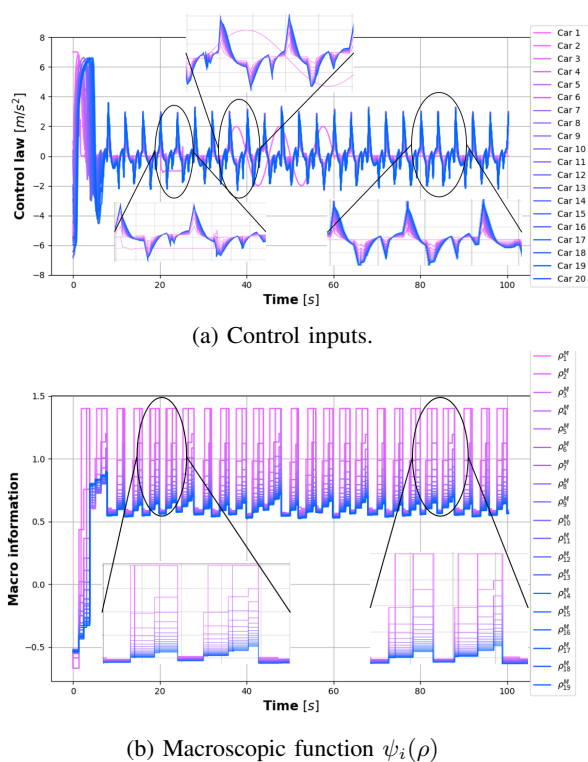 8
6
4
2
0
−2
−4
−6
−8
Control law [m/s²]
0
20
40
60
80
100
Time [s]
Car 1
Car 2
Car 3
Car 4
Car 5
Car 6
Car 7
Car 8
Car 9
Car 10
Car 11
Car 12
Car 13
Car 14
Car 15
Car 16
Car 17
Car 18
Car 19
Car 20
(a) Control inputs.
1.5
1.0
0.5
0.0
−0.5
Macro information
0
20
40
60
80
100
Time [s]
ρ₁ᴹ
ρ₂ᴹ
ρ₃ᴹ
ρ₄ᴹ
ρ₅ᴹ
ρ₆ᴹ
ρ₇ᴹ
ρ₈ᴹ
ρ₉ᴹ
ρ₁₀ᴹ
ρ₁₁ᴹ
ρ₁₂ᴹ
ρ₁₃ᴹ
ρ₁₄ᴹ
ρ₁₅ᴹ
ρ₁₆ᴹ
ρ₁₇ᴹ
ρ₁₈ᴹ
ρ₁₉ᴹ
(b) Macroscopic function ψᵢ(ρ)